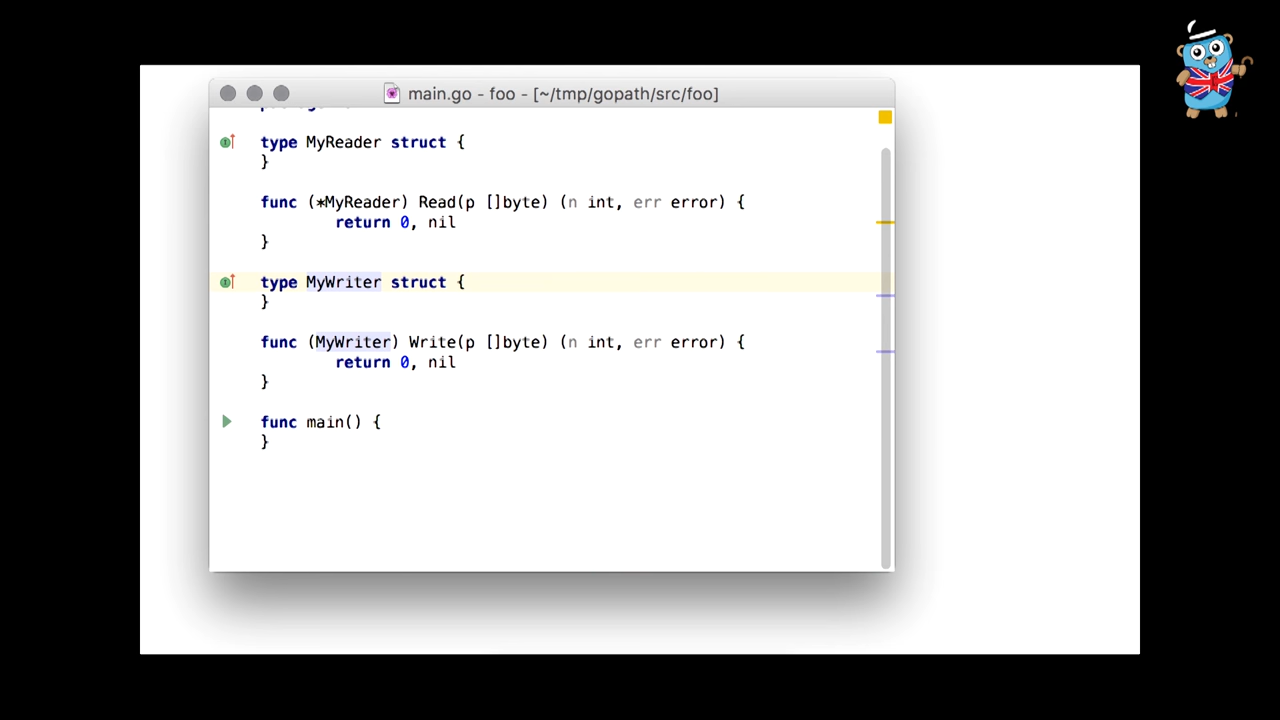 main.go - foo - [~/tmp/gopath/src/foo]
type MyReader struct {
}
func (*MyReader) Read(p []byte) (n int, err error) {
return 0, nil
}
type MyWriter struct {
}
func (MyWriter) Write(p []byte) (n int, err error) {
return 0, nil
}
func main() {
}